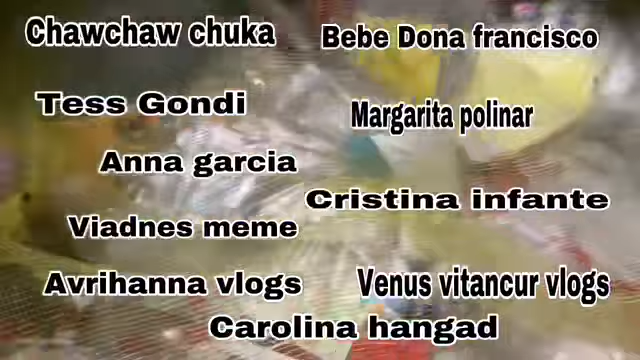 Chawchaw chuka
Bebe Dona francisco
Tess Gondi
Margarita polinar
Anna garcia
Cristina infante
Viadnes meme
Avrihanna vlogs
Venus vitancur vlogs
Carolina hangad